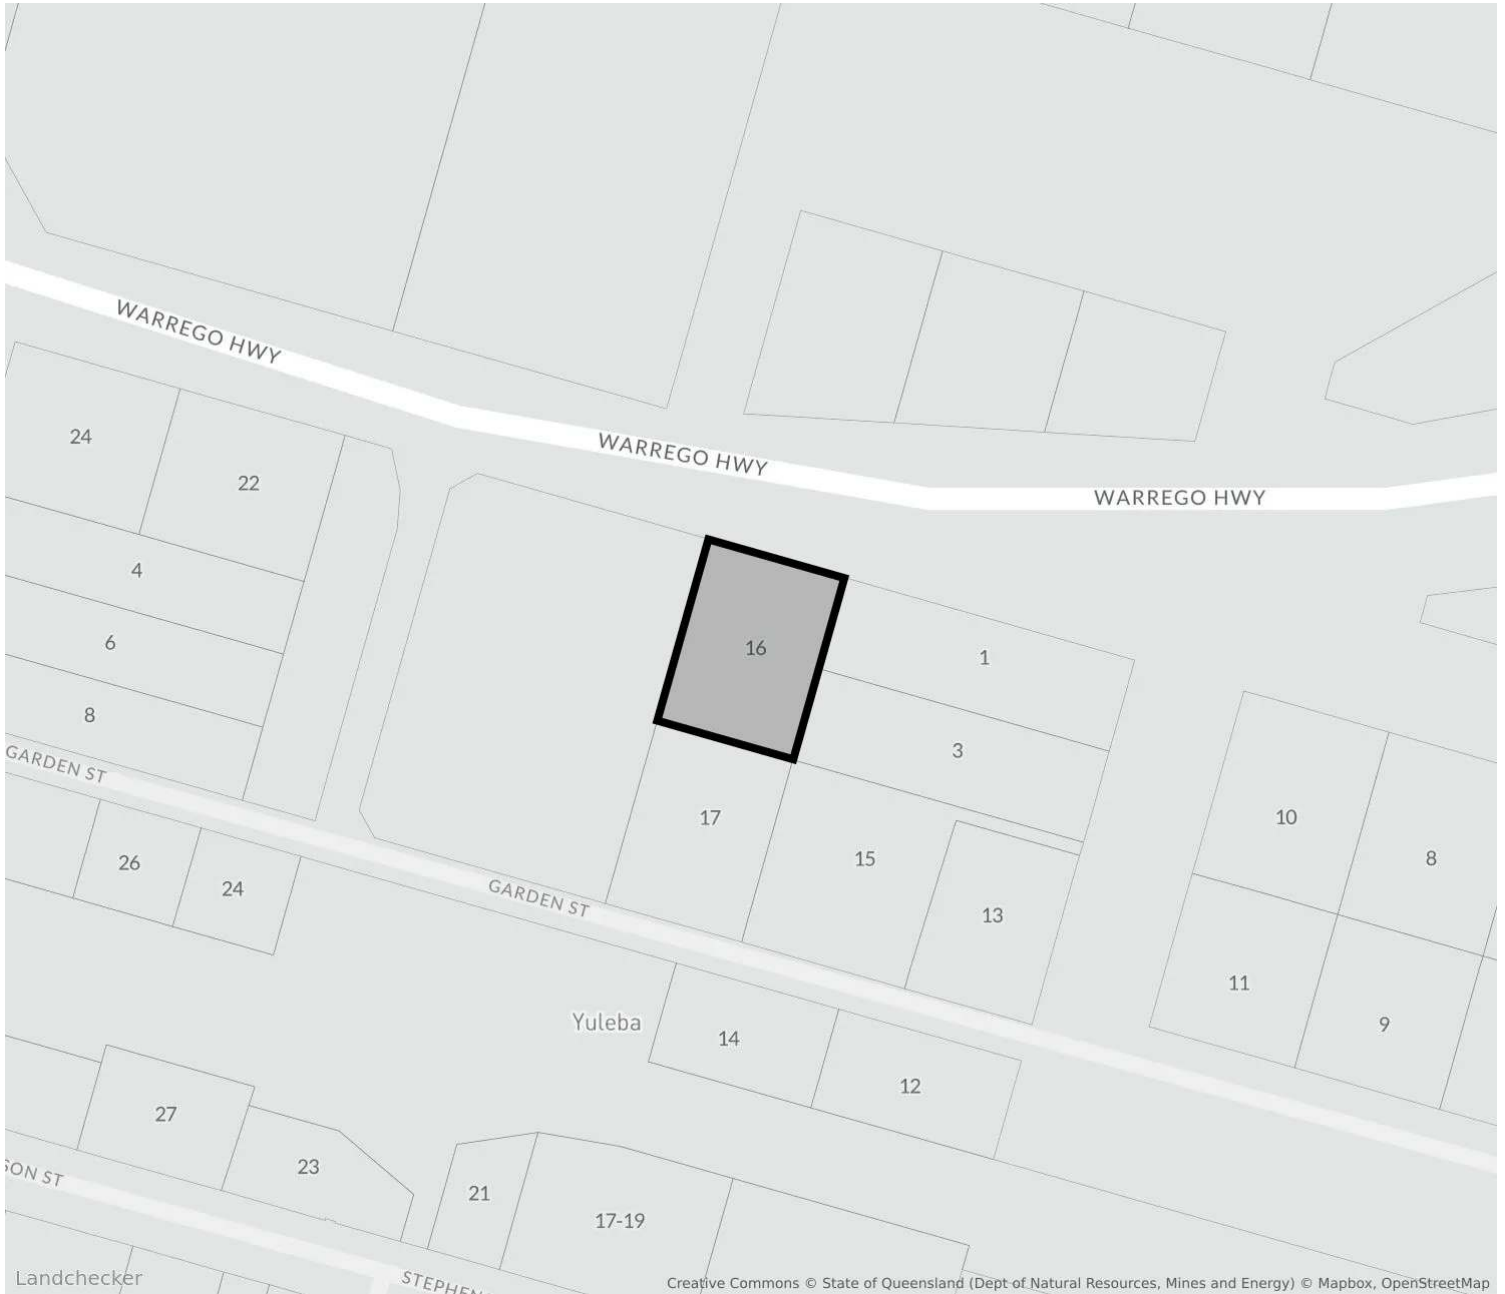 WARREGO HWY
WARREGO HWY
WARREGO HWY
24
22
4
16
6
1
8
3
GARDEN ST
17
10
15
8
26
24
GARDEN ST
13
11
Yuleba
9
14
12
27
23
SON ST
21
17-19
STEPHEN
Landchecker
Creative Commons © State of Queensland (Dept of Natural Resources, Mines and Energy) © Mapbox, OpenStreetMap